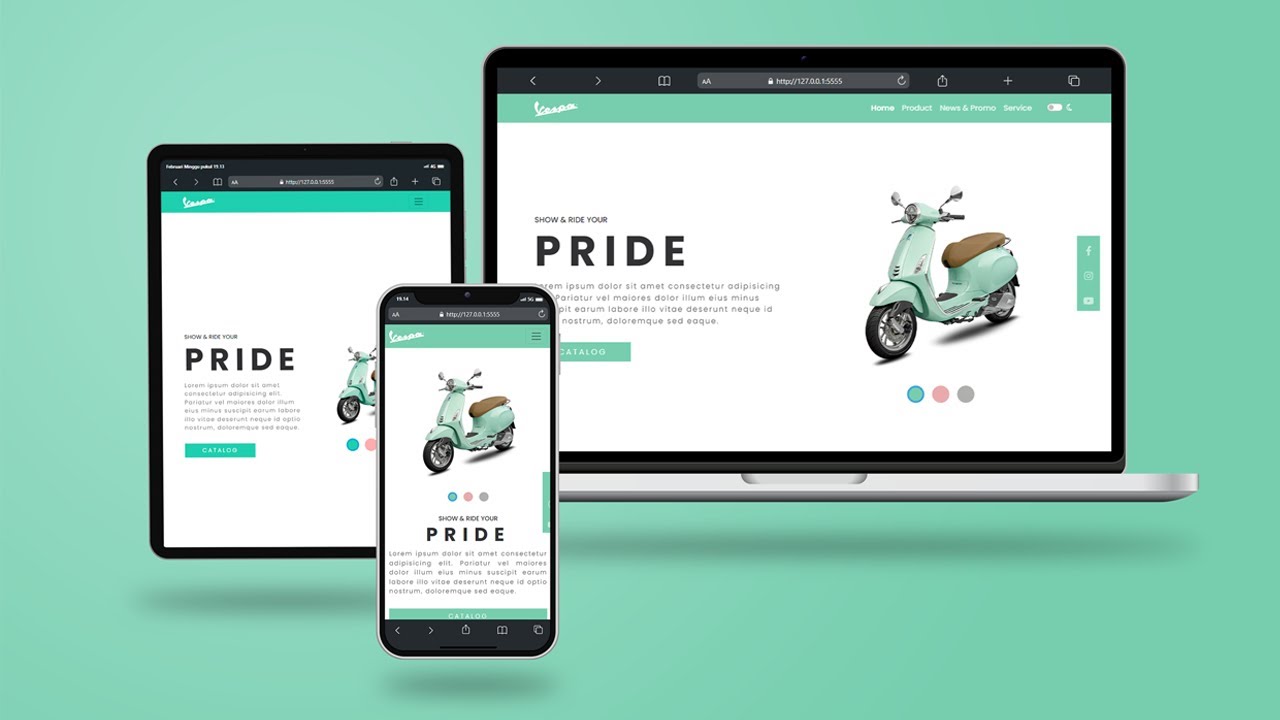 http://127.0.0.1:5555
AA
Vespa
Home Product News & Promo Service
SHOW & RIDE YOUR
PRIDE
ipsum dolor sit amet consectetur adipisicing
Pariatur vel maiores dolor illum eius minus
earum labore illo vitae deserunt neque id
nostrum, doloremque sed eaque.
CATALOG
Februari Minggu pukul 19.13
4G
AA
http://127.0.0.1:5555
Vespa
SHOW & RIDE YOUR
PRIDE
Lorem ipsum dolor sit amet
consectetur adipisicing elit.
Pariatur vel maiores dolor illum
eius minus suscipit earum labore
illo vitae deserunt neque id optio
nostrum, doloremque sed eaque.
CATALOG
19.14
5G
AA
http://127.0.0.1:5555
Vespa
SHOW & RIDE YOUR
PRIDE
Lorem ipsum dolor sit amet consectetur
adipisicing elit. Pariatur vel maiores
dolor illum eius minus suscipit earum
labore illo vitae deserunt neque id optio
nostrum, doloremque sed eaque.
CATALOG